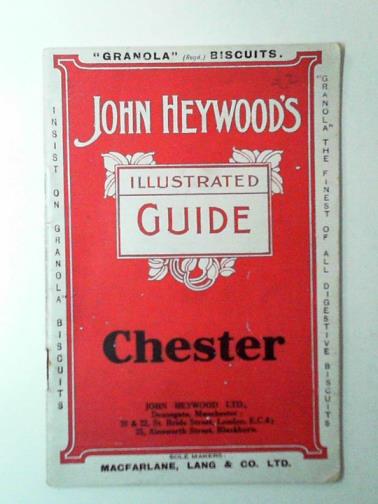 "GRANOLA" (Regd.) BISCUITS.
INSIST ON GRANOLA" BISCUITS
"GRANOLA" THE FINEST OF ALL DIGESTIVE BISCUITS
JOHN HEYWOOD'S
ILLUSTRATED
GUIDE
Chester
JOHN HEYWOOD LTD.,
Deansgate, Manchester;
20 & 22, St. Bride Street, London, E.C.4;
25, Ainsworth Street, Blackburn.
SOLE MAKERS:
MACFARLANE, LANG & CO. LTD.